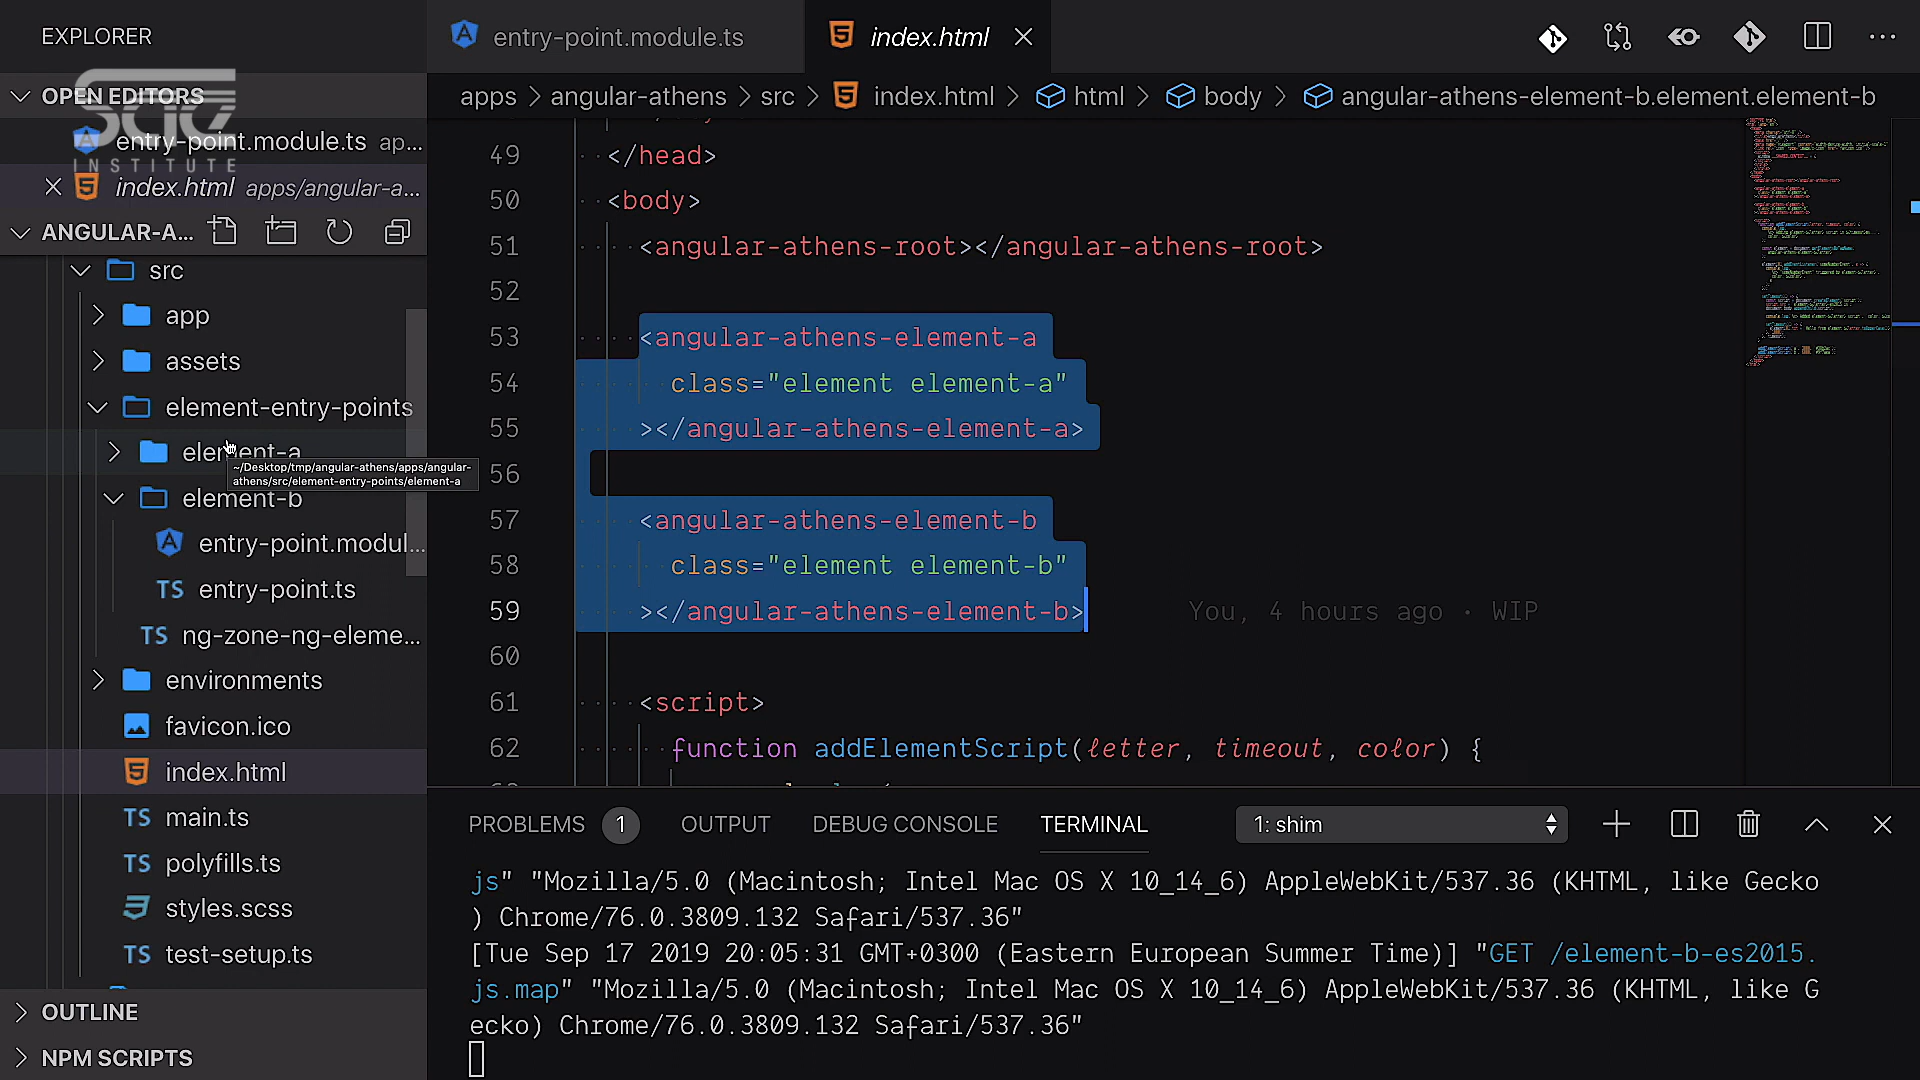 EXPLORER
OPEN EDITORS
SAE
INSTITUTE
entry-point.module.ts ap...
index.html apps/angular-a...
ANGULAR-A...
src
app
assets
element-entry-points
element-a
~/Desktop/tmp/angular-athens/apps/angular-
athens/src/element-entry-points/element-a
element-b
entry-point.modul...
TS entry-point.ts
TS ng-zone-ng-eleme...
environments
favicon.ico
index.html
TS main.ts
TS polyfills.ts
styles.scss
TS test-setup.ts
OUTLINE
NPM SCRIPTS
entry-point.module.ts
index.html
apps > angular-athens > src > index.html > html > body > angular-athens-element-b.element.element-b
49 </head>
50 <body>
51 <angular-athens-root></angular-athens-root>
52
53 <angular-athens-element-a
54 class="element element-a"
55 ></angular-athens-element-a>
56
57 <angular-athens-element-b
58 class="element element-b"
59 ></angular-athens-element-b> You, 4 hours ago • WIP
60
61 <script>
62 function addElementScript(letter, timeout, color) {
PROBLEMS 1 OUTPUT DEBUG CONSOLE TERMINAL 1: shim
js" "Mozilla/5.0 (Macintosh; Intel Mac OS X 10_14_6) AppleWebKit/537.36 (KHTML, like Gecko
) Chrome/76.0.3809.132 Safari/537.36"
[Tue Sep 17 2019 20:05:31 GMT+0300 (Eastern European Summer Time)] "GET /element-b-es2015.
js.map" "Mozilla/5.0 (Macintosh; Intel Mac OS X 10_14_6) AppleWebKit/537.36 (KHTML, like G
ecko) Chrome/76.0.3809.132 Safari/537.36"